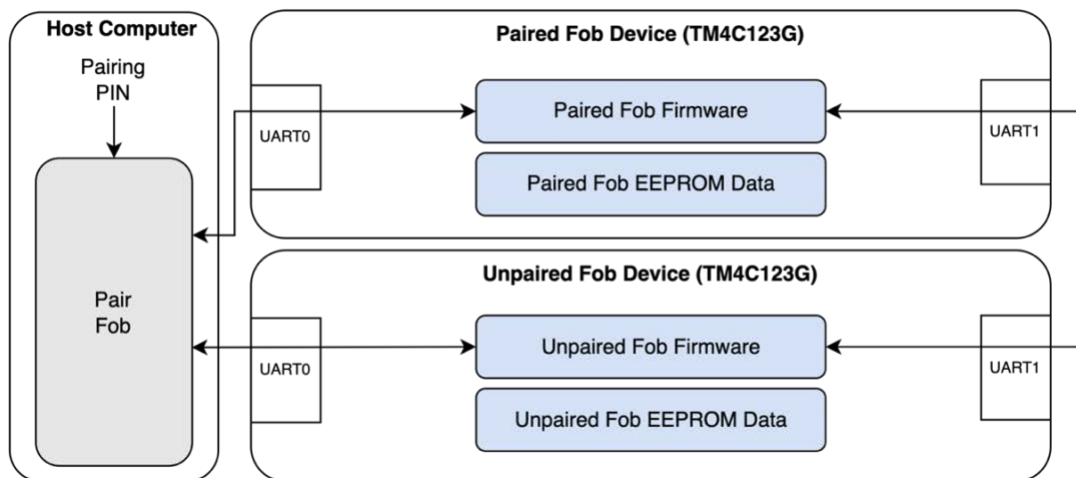 Host Computer
Pairing
PIN
Pair
Fob
Paired Fob Device (TM4C123G)
UART0
Paired Fob Firmware
Paired Fob EEPROM Data
UART1
Unpaired Fob Device (TM4C123G)
UART0
Unpaired Fob Firmware
Unpaired Fob EEPROM Data
UART1